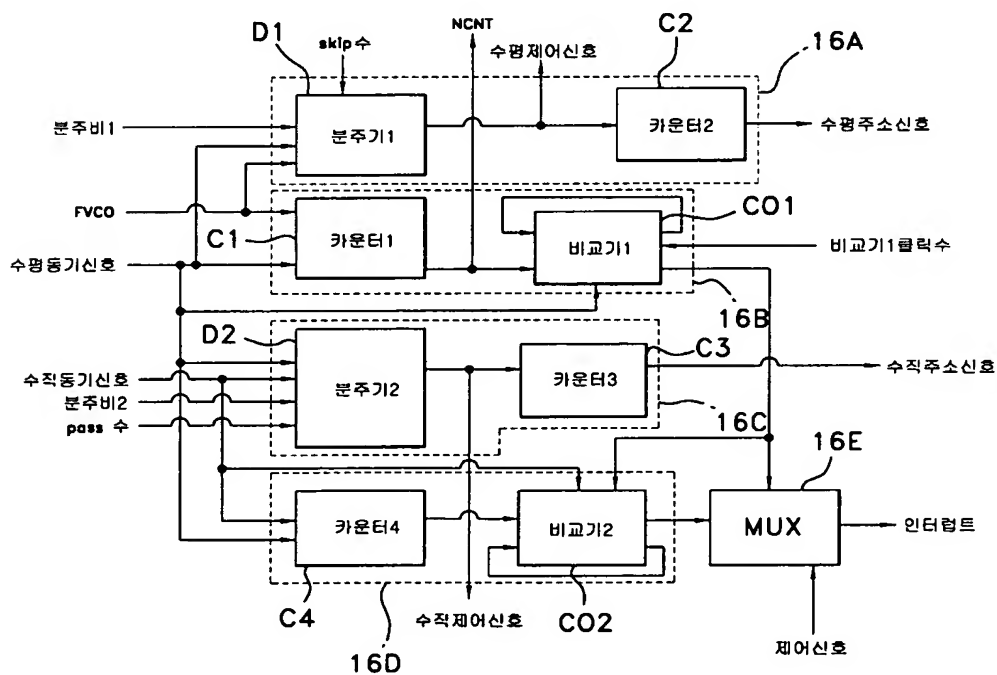 NCNT
D1
skip 수
수평제어신호
C2
16A
분주비1
분주기1
카운터2
수평주소신호
FVCO
C1
카운터1
비교기1
CO1
비교기1클릭수
수평동기신호
16B
D2
C3
수직동기신호
분주기2
카운터3
수직주소신호
분주비2
pass 수
16C
16E
카운터4
비교기2
MUX
인터럽트
C4
수직제어신호
CO2
16D
제어신호